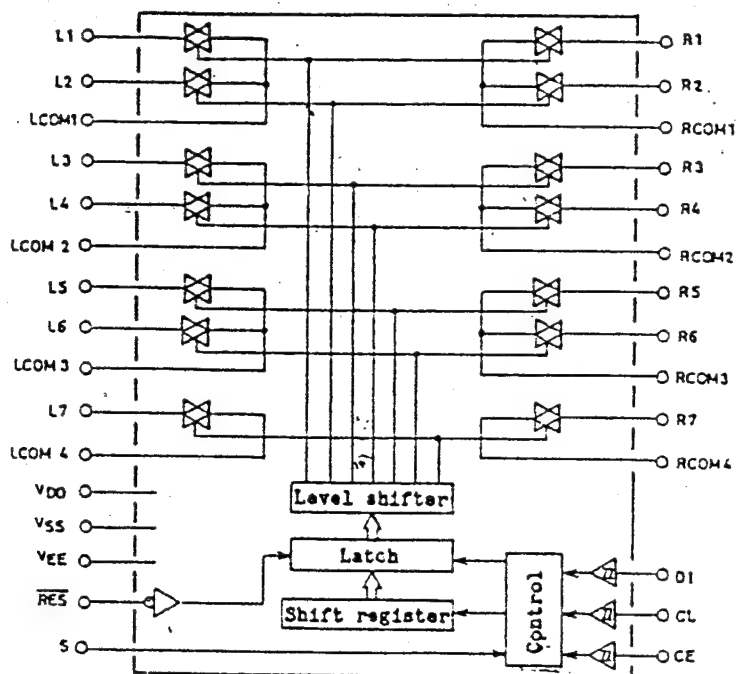 L1
R1
L2
R2
LCOM1
RCOM1
L3
R3
L4
R4
LCOM 2
RCOM2
L5
R5
L6
R6
LCOM 3
RCOM3
L7
R7
LCOM 4
RCOM4
VDD
Level shifter
VSS
VEE
Latch
DI
RES
Shift register
Control
CL
S
CE